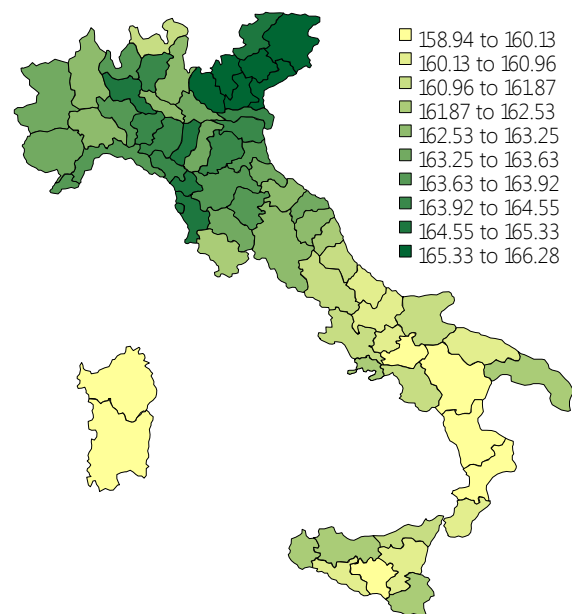 158.94 to 160.13
160.13 to 160.96
160.96 to 161.87
161.87 to 162.53
162.53 to 163.25
163.25 to 163.63
163.63 to 163.92
163.92 to 164.55
164.55 to 165.33
165.33 to 166.28